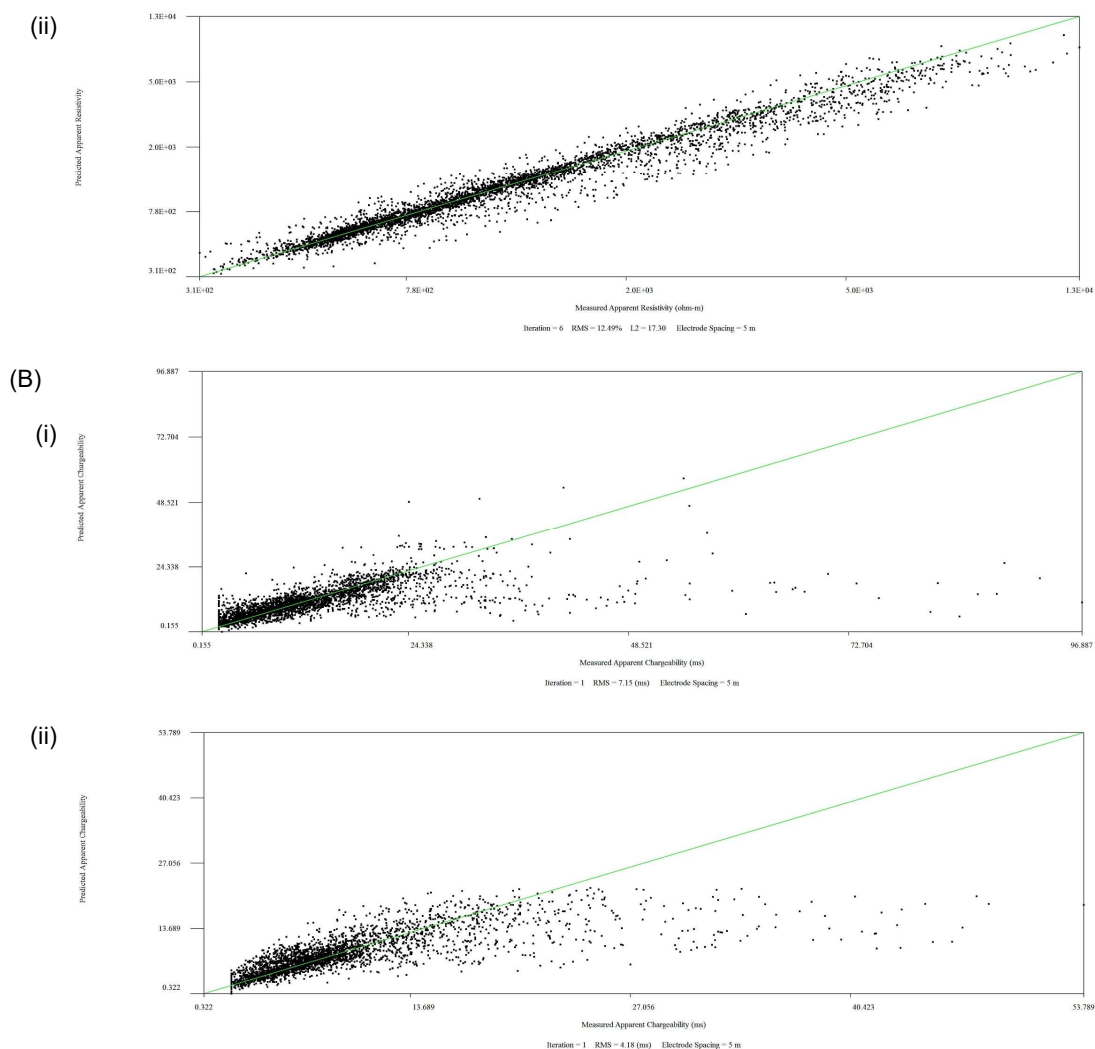 (ii)
1.3E+04
5.0E+03
2.0E+03
7.8E+02
3.1E+02
Predicted Apparent Resistivity
3.1E+02 7.8E+02 2.0E+03 5.0E+03 1.3E+04
Measured Apparent Resistivity (ohm-m)
Iteration = 6 RMS = 12.49% L2 = 17.30 Electrode Spacing = 5 m
(B)
(i)
96.887
72.704
48.521
24.338
0.155
Predicted Apparent Chargeability
0.155 24.338 48.521 72.704 96.887
Measured Apparent Chargeability (ms)
Iteration = 1 RMS = 7.15 (ms) Electrode Spacing = 5 m
(ii)
53.789
40.423
27.056
13.689
0.322
Predicted Apparent Chargeability
0.322 13.689 27.056 40.423 53.789
Measured Apparent Chargeability (ms)
Iteration = 1 RMS = 4.18 (ms) Electrode Spacing = 5 m